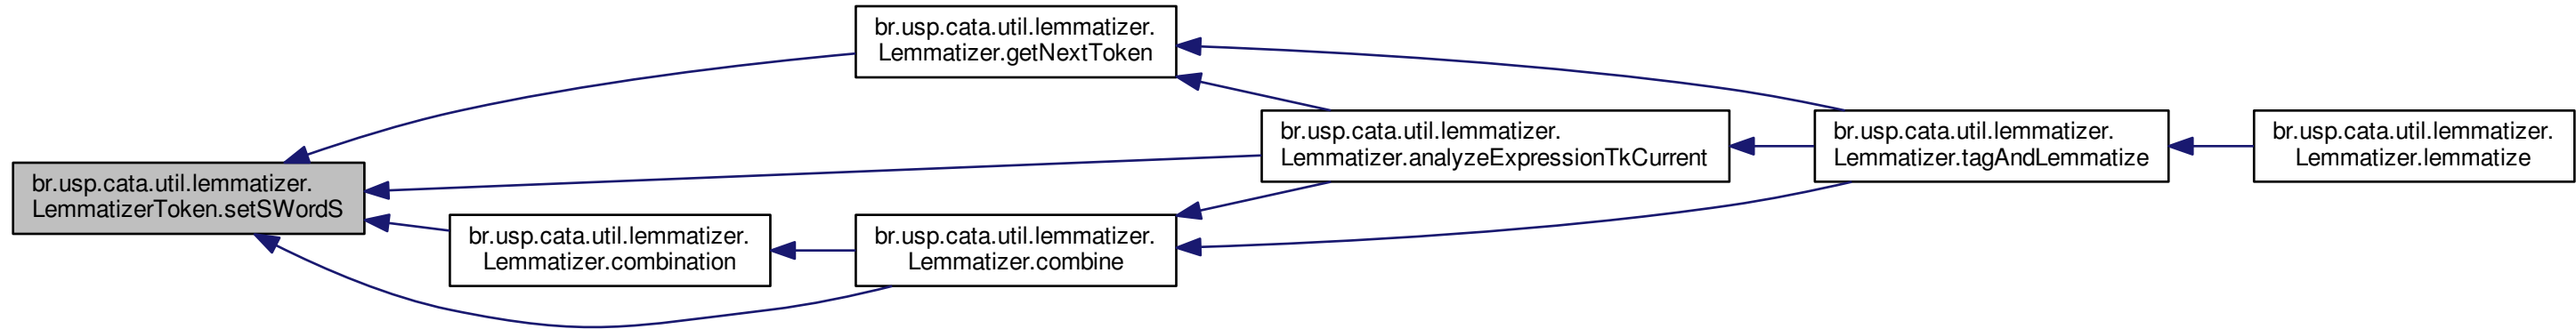 br.usp.cata.util.lemmatizer.
LemmatizerToken.setSWordS
br.usp.cata.util.lemmatizer.
Lemmatizer.getNextToken
br.usp.cata.util.lemmatizer.
Lemmatizer.analyzeExpressionTkCurrent
br.usp.cata.util.lemmatizer.
Lemmatizer.tagAndLemmatize
br.usp.cata.util.lemmatizer.
Lemmatizer.lemmatize
br.usp.cata.util.lemmatizer.
Lemmatizer.combination
br.usp.cata.util.lemmatizer.
Lemmatizer.combine